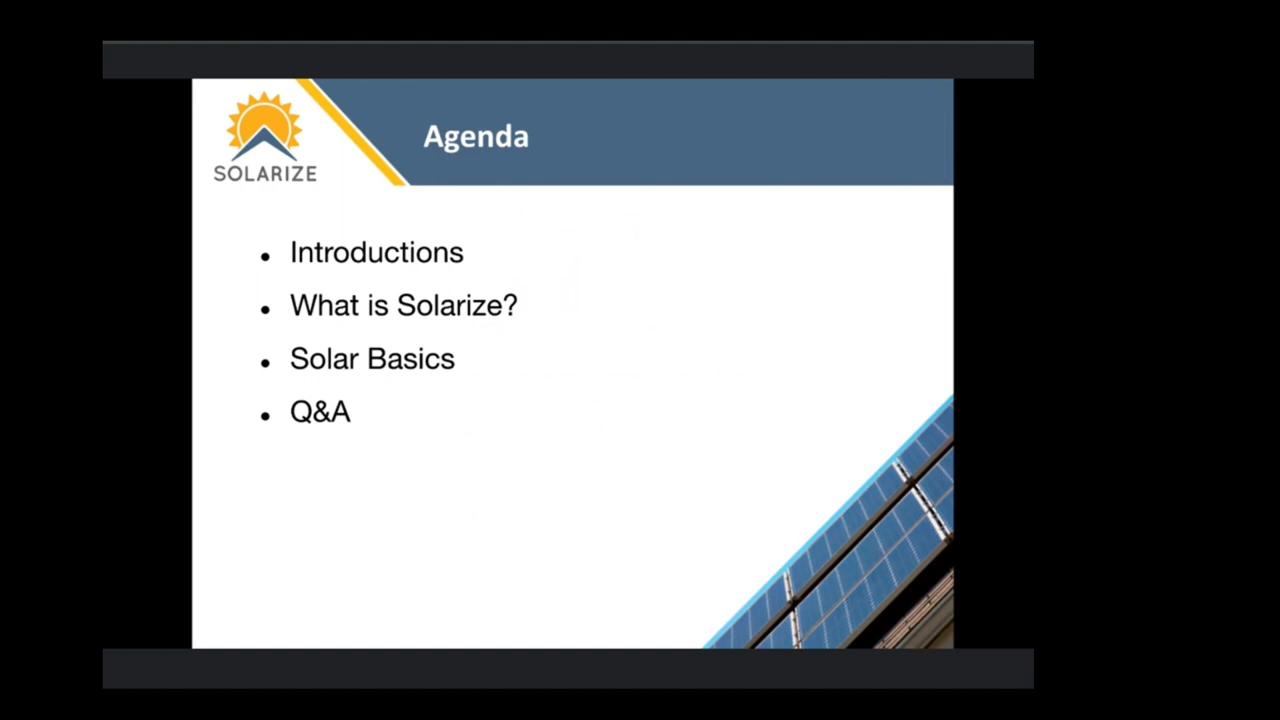 SOLARIZE
Agenda
• Introductions
• What is Solarize?
• Solar Basics
• Q&A